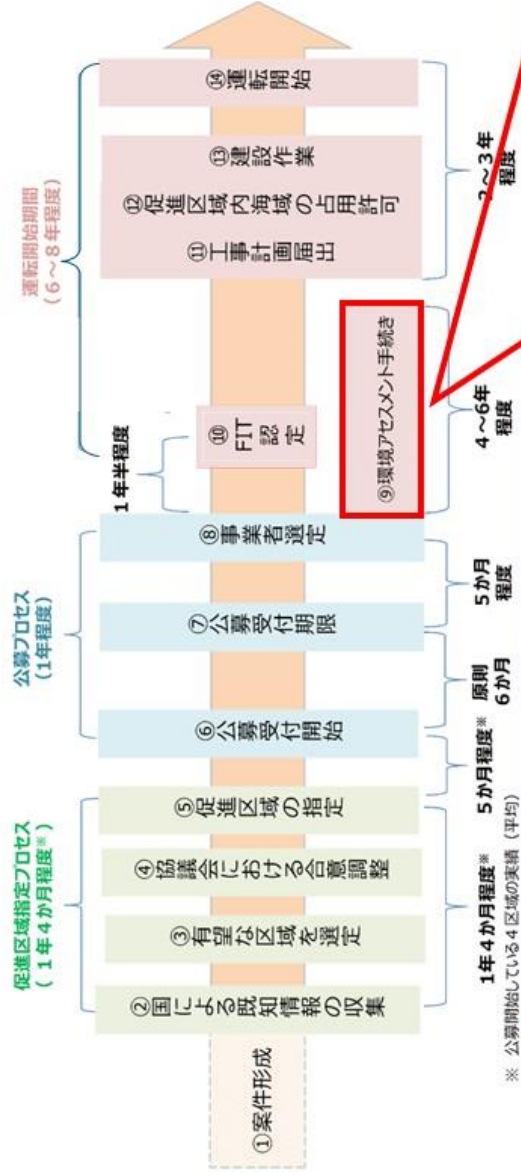 促進区域指定プロセス
(1年4か月程度※)
公募プロセス
(1年程度)
運転開始期間
(6~8年程度)
1年半程度
①案件形成
②国による既知情報の収集
③有望な区域を選定
④協議会における合意調整
⑤促進区域の指定
⑥公募受付開始
⑦公募受付期限
⑧事業者選定
⑩
FIT
認定
⑨環境アセスメント手続き
⑪工事計画届出
⑫促進区域内海域の占用許可
⑬建設作業
⑭運転開始
1年4か月程度※
5か月程度※
原則
6か月
5か月
程度
4~6年
程度
2~3年
程度
※ 公募開始している4区域の実績(平均)